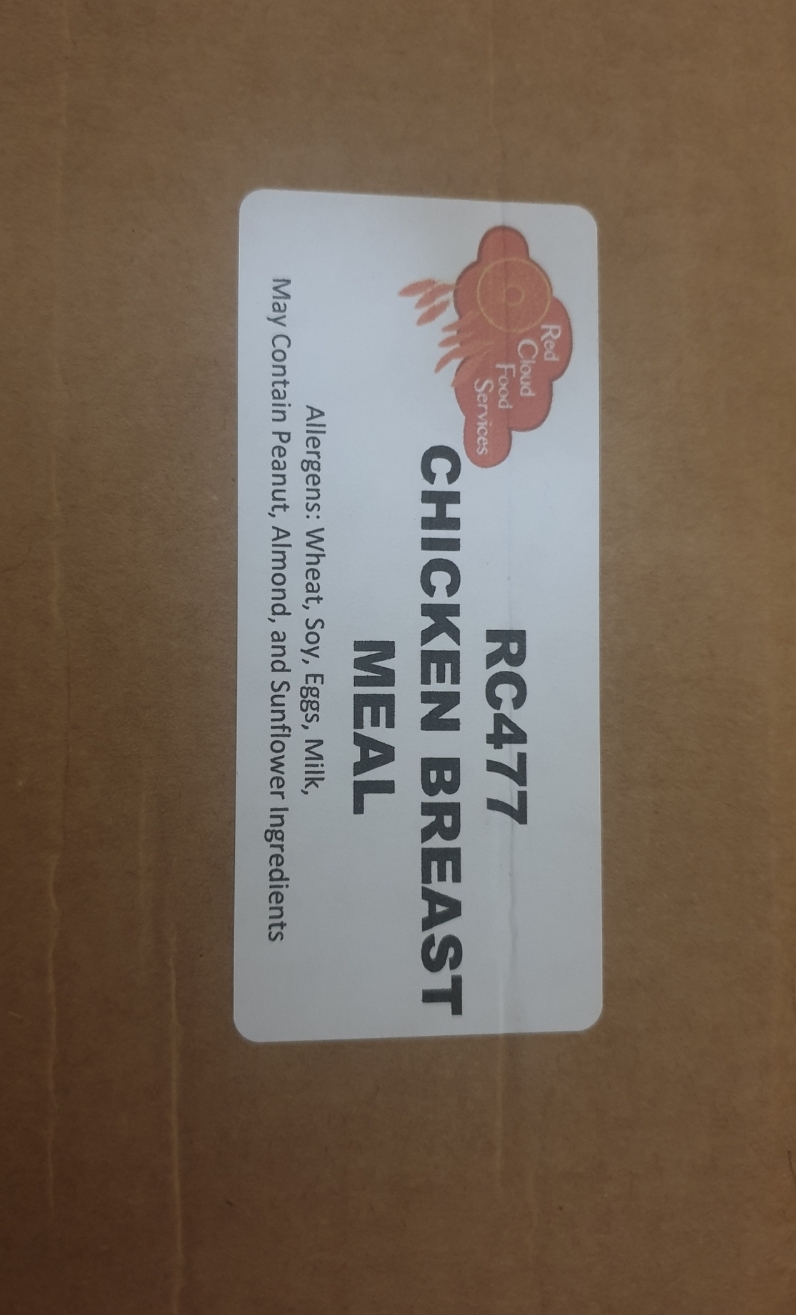 Red
Cloud
Food
Services
RC477
CHICKEN BREAST
MEAL
Allergens: Wheat, Soy, Eggs, Milk,
May Contain Peanut, Almond, and Sunflower Ingredients